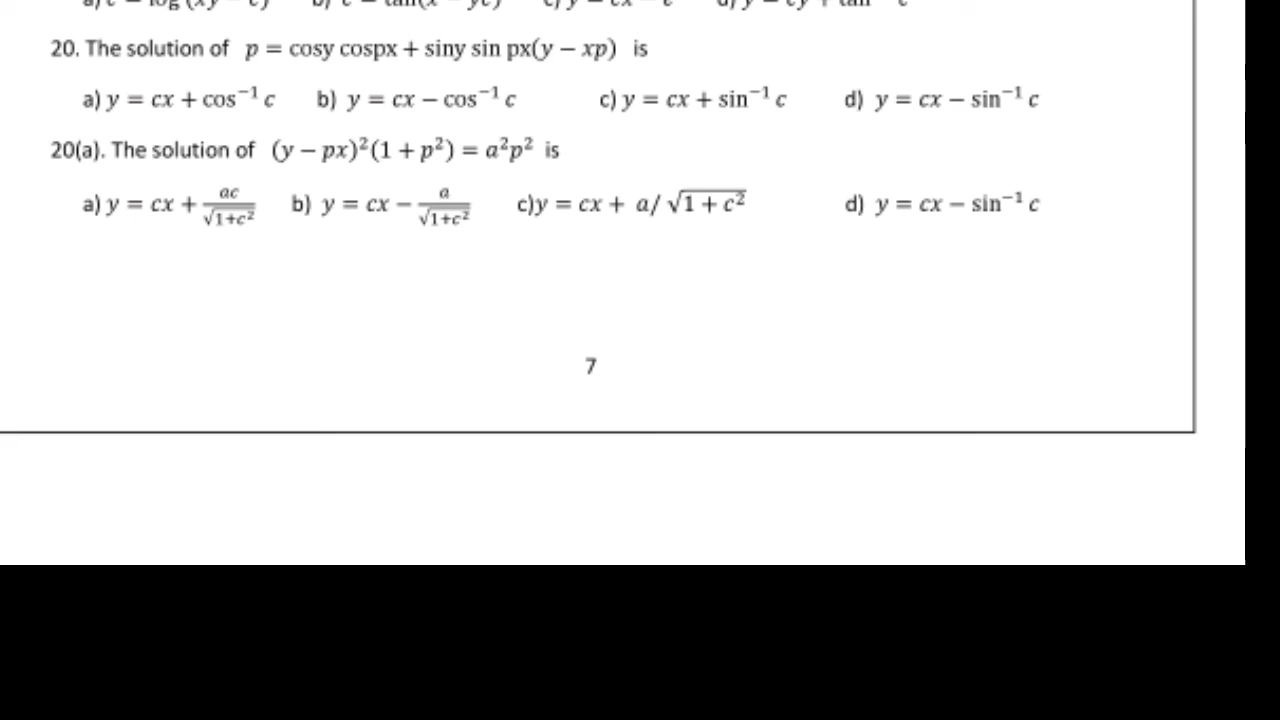 20. The solution of p = cosy cospx + siny sin px(y − xp) is
a) y = cx + cos⁻¹ c b) y = cx − cos⁻¹ c c) y = cx + sin⁻¹ c d) y = cx − sin⁻¹ c
20(a). The solution of (y − px)²(1 + p²) = a²p² is
a) y = cx + ac/√1+c² b) y = cx − a/√1+c² c)y = cx + a/ √1 + c² d) y = cx − sin⁻¹ c
7